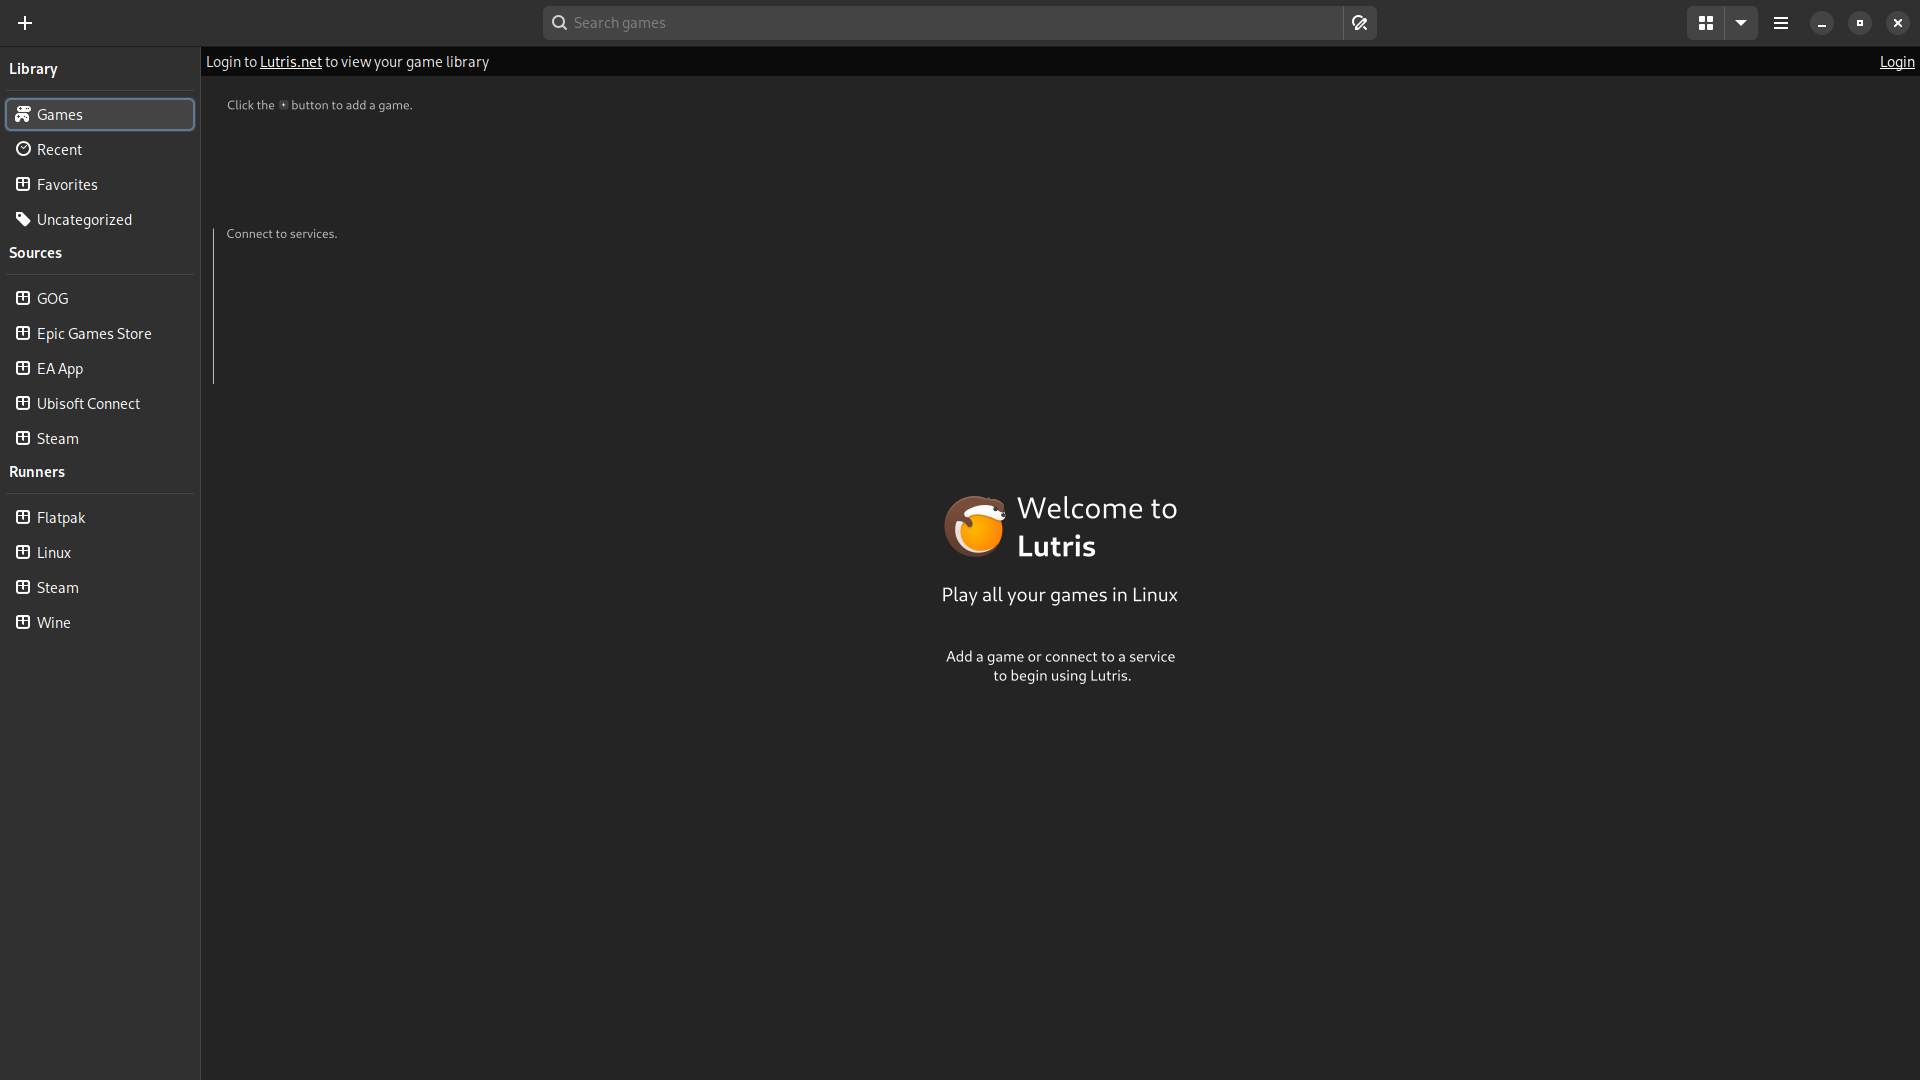 Search games
Library
Games
Recent
Favorites
Uncategorized
Sources
GOG
Epic Games Store
EA App
Ubisoft Connect
Steam
Runners
Flatpak
Linux
Steam
Wine
Login to Lutris.net to view your game library
Login
Click the + button to add a game.
Connect to services.
Welcome to
Lutris
Play all your games in Linux
Add a game or connect to a service
to begin using Lutris.